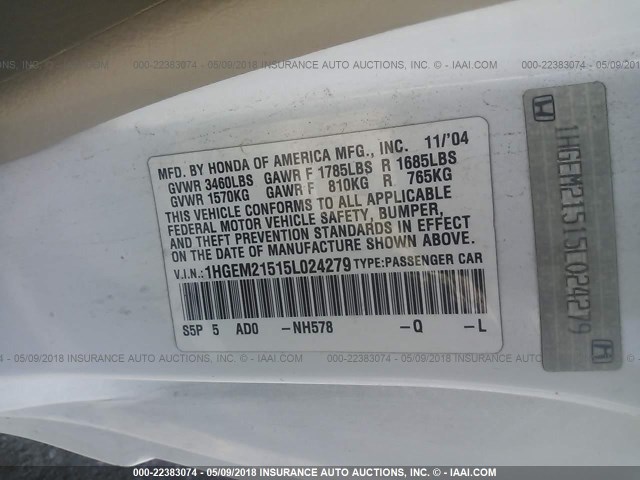 000-22383074 - 05/09/2018 INSURANCE AUTO AUCTIONS, INC. © - IAAI.COM
MFD. BY HONDA OF AMERICA MFG., INC. 11/'04
GVWR 3460LBS GAWR F 1785LBS R 1685LBS
GVWR 1570KG GAWR F 810KG R 765KG
THIS VEHICLE CONFORMS TO ALL APPLICABLE
FEDERAL MOTOR VEHICLE SAFETY, BUMPER,
AND THEFT PREVENTION STANDARDS IN EFFECT
ON THE DATE OF MANUFACTURE SHOWN ABOVE.
V.I.N.: 1HGEM21515L024279 TYPE: PASSENGER CAR
S5P 5 AD0 -NH578 -Q -L
1HGEM21515L024279
000-22383074 - 05/09/2018 INSURANCE AUTO AUCTIONS, INC. © - IAAI.COM
000-22383074 - 05/09/2018 INSURANCE AUTO AUCTIONS, INC. © - IAAI.COM